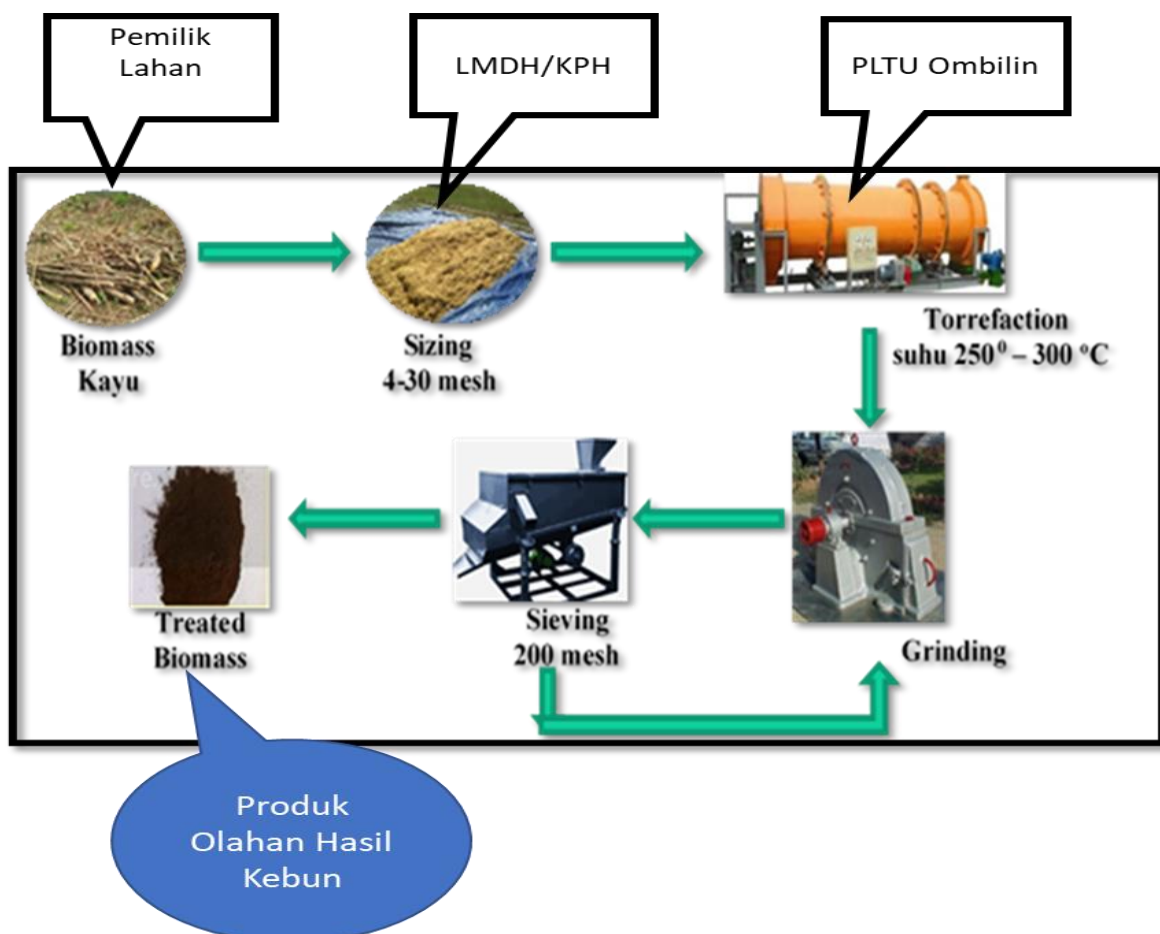 Pemilik
Lahan
LMDH/KPH
PLTU Ombilin
Biomass
Kayu
Sizing
4-30 mesh
Torrefaction
suhu 250⁰ – 300 °C
Treated
Biomass
Sieving
200 mesh
Grinding
Produk
Olahan Hasil
Kebun